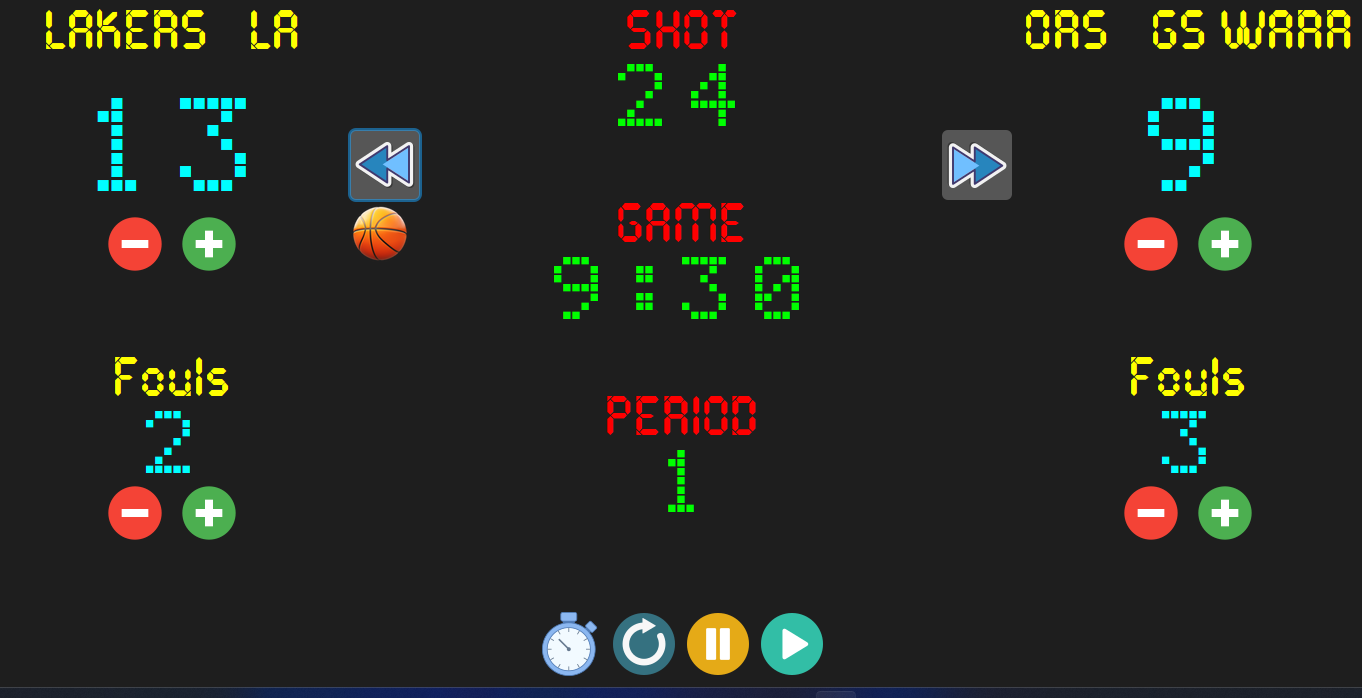 LAKERS LA
SHOT
ORS GS WARR
13
24
9
GAME
9:30
Fouls
Fouls
2
PERIOD
3
1